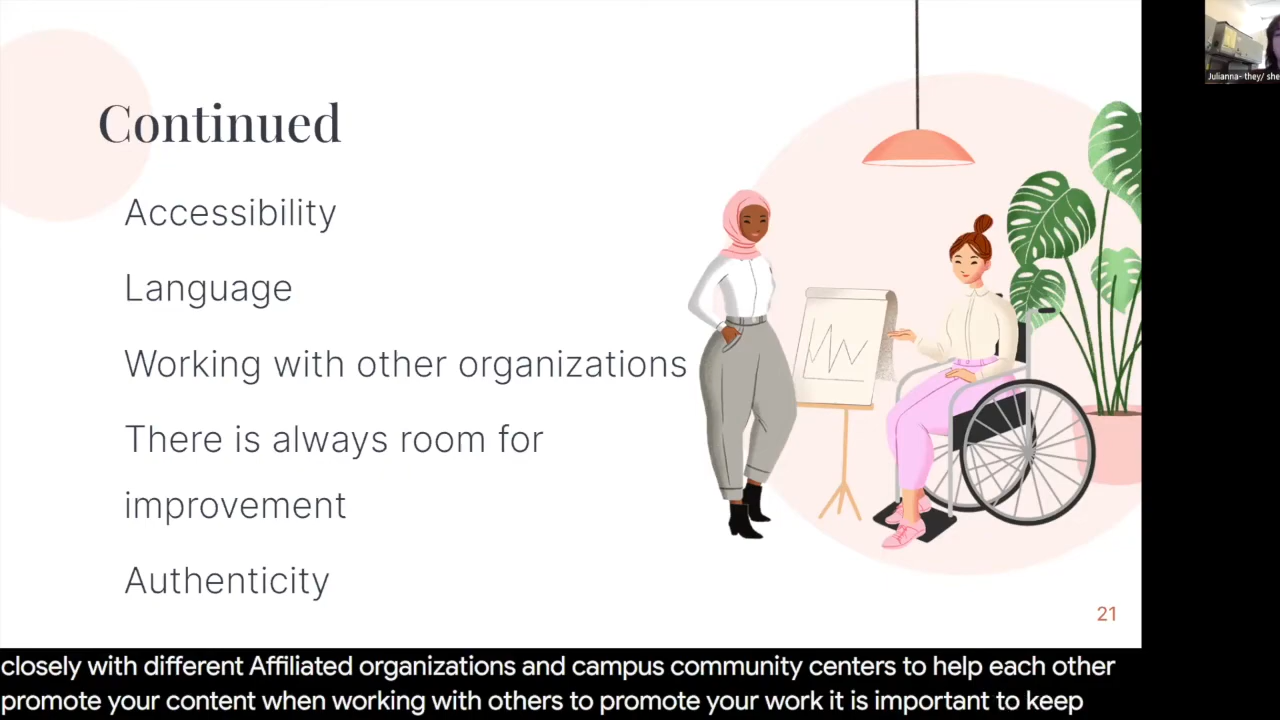 Continued
Accessibility
Language
Working with other organizations
There is always room for
improvement
Authenticity
21
Julianna- they/ she
closely with different Affiliated organizations and campus community centers to help each other
promote your content when working with others to promote your work it is important to keep